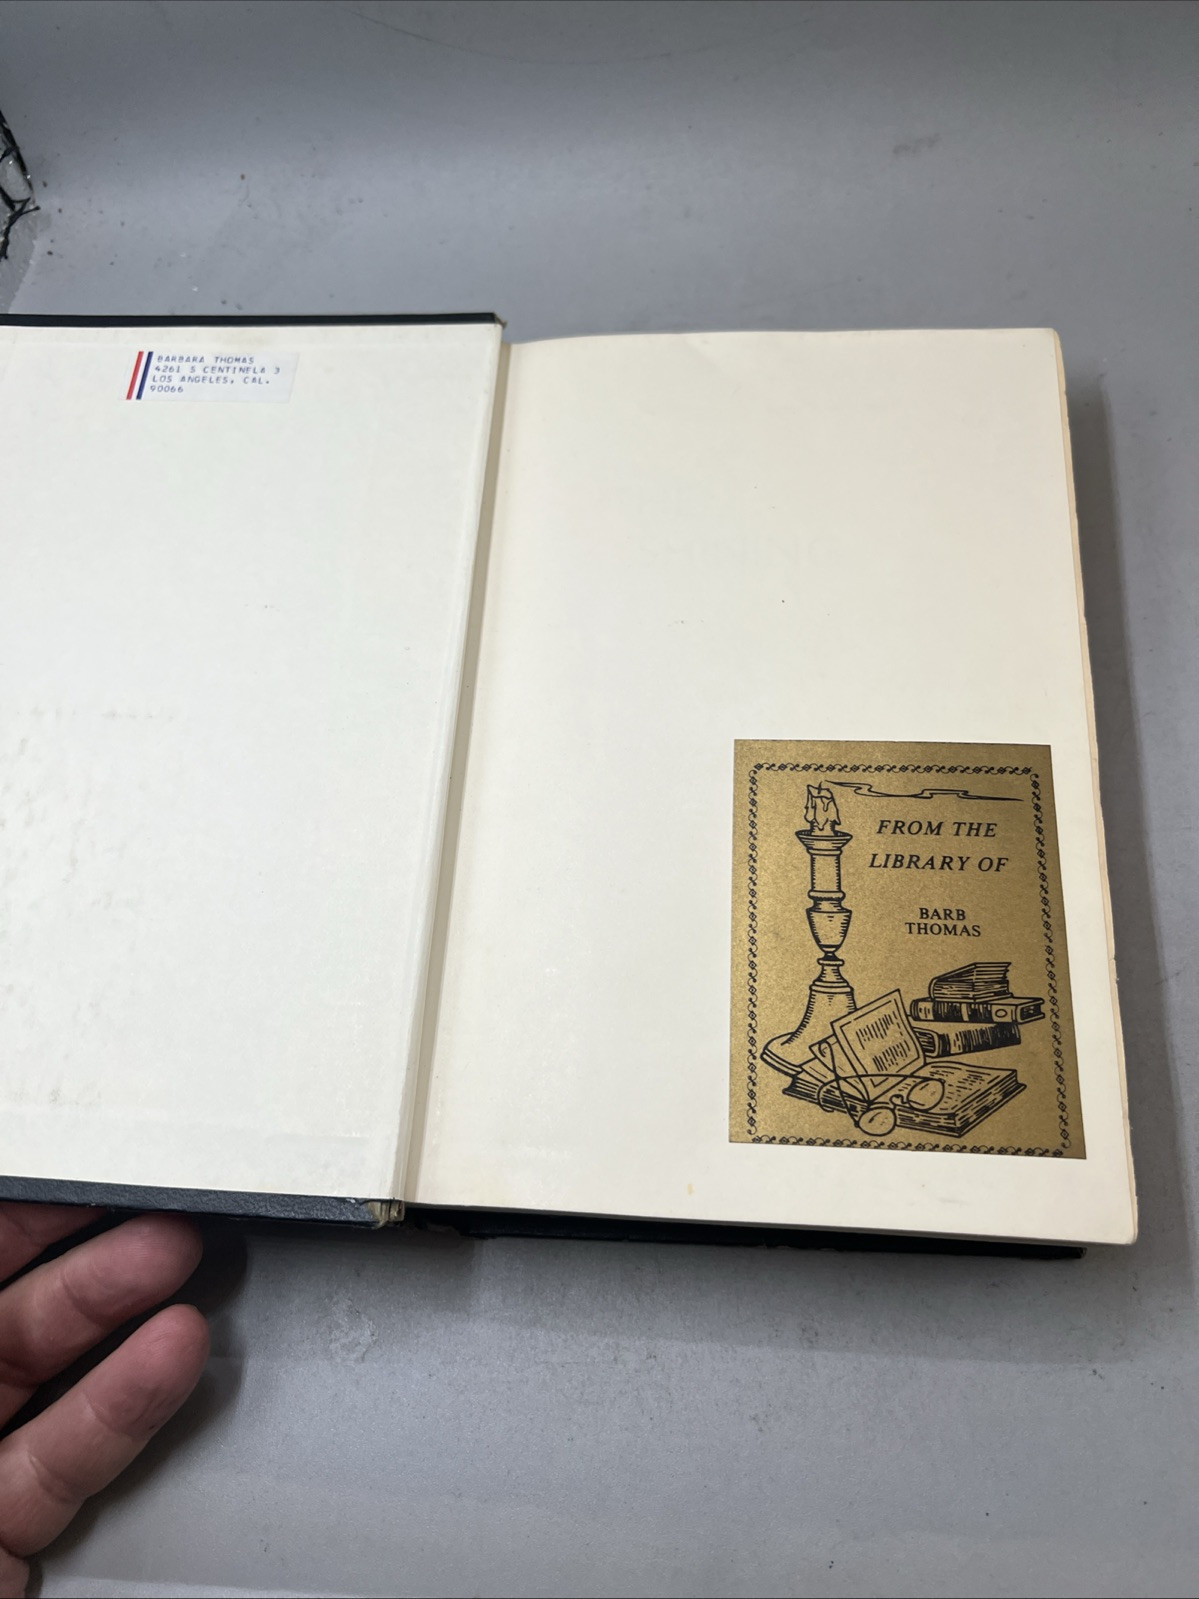 BARBARA THOMAS
4261 S CENTINELA 3
LOS ANGELES, CAL.
90066
FROM THE
LIBRARY OF
BARB
THOMAS